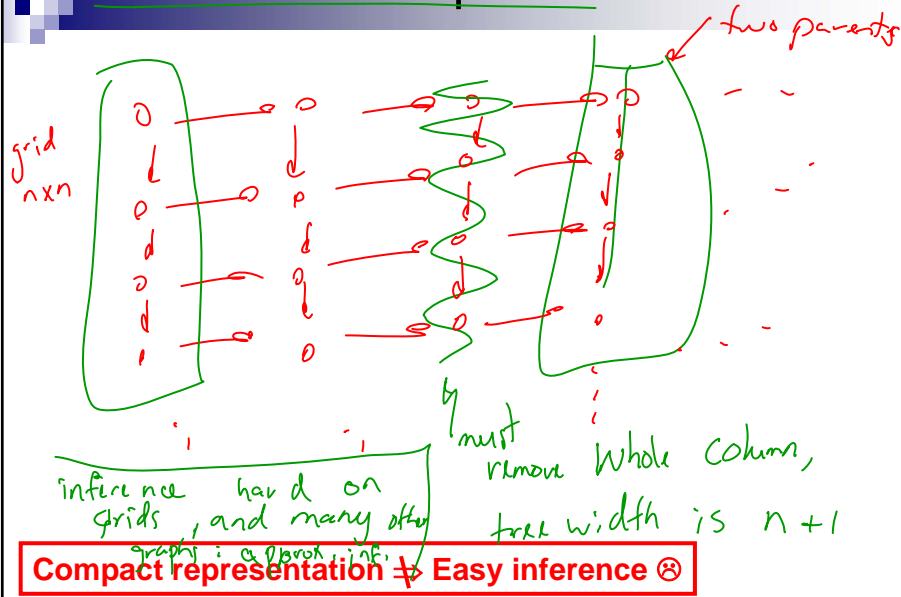 two parents
grid
nxn
must
remove whole column,
tree width is n+1
inference hard on
grids, and many other
graphs: approx. inf.
Compact representation ⇏ Easy inference ☹